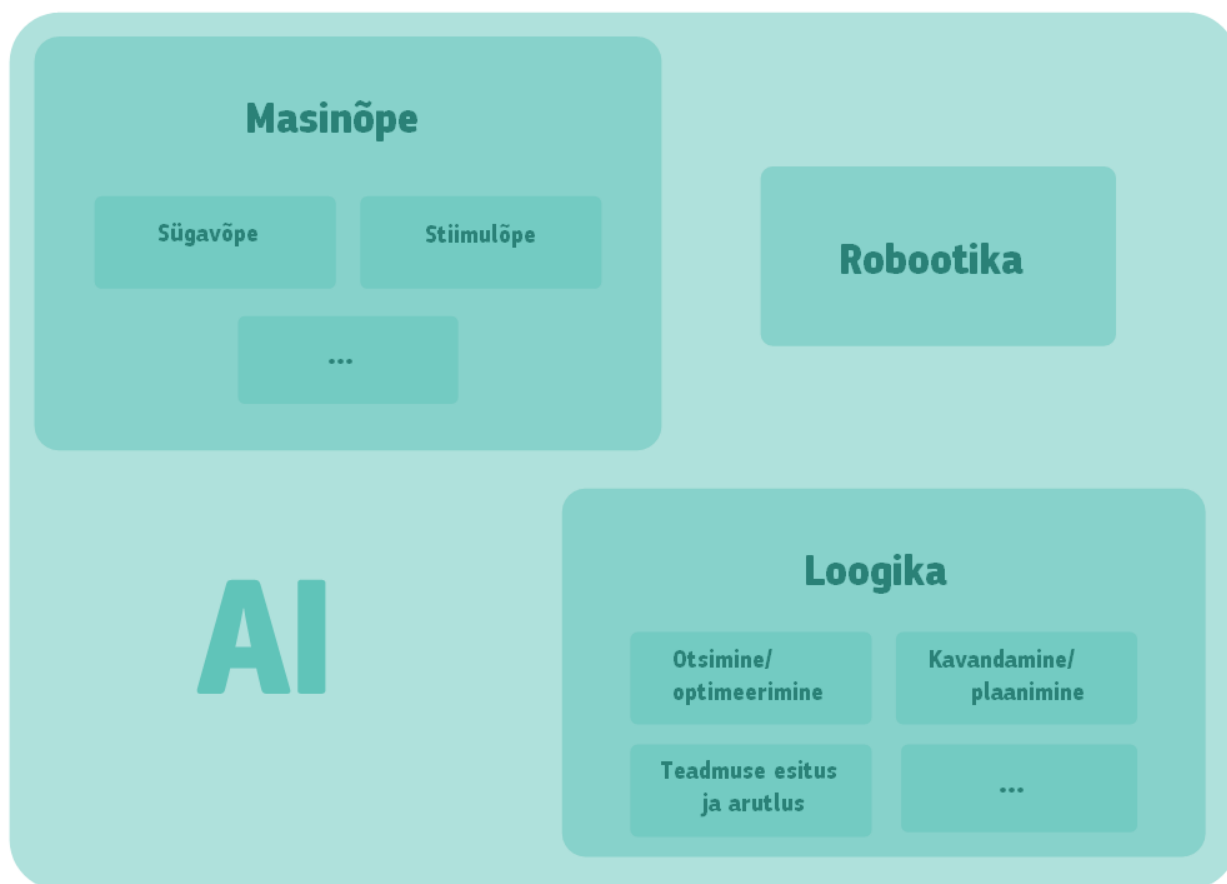 Masinõpe
Sügavõpe
Stiimulõpe
...
Robootika
AI
Loogika
Otsimine/
optimeerimine
Kavandamine/
plaanimine
Teadmuse esitus
ja arutlus
...